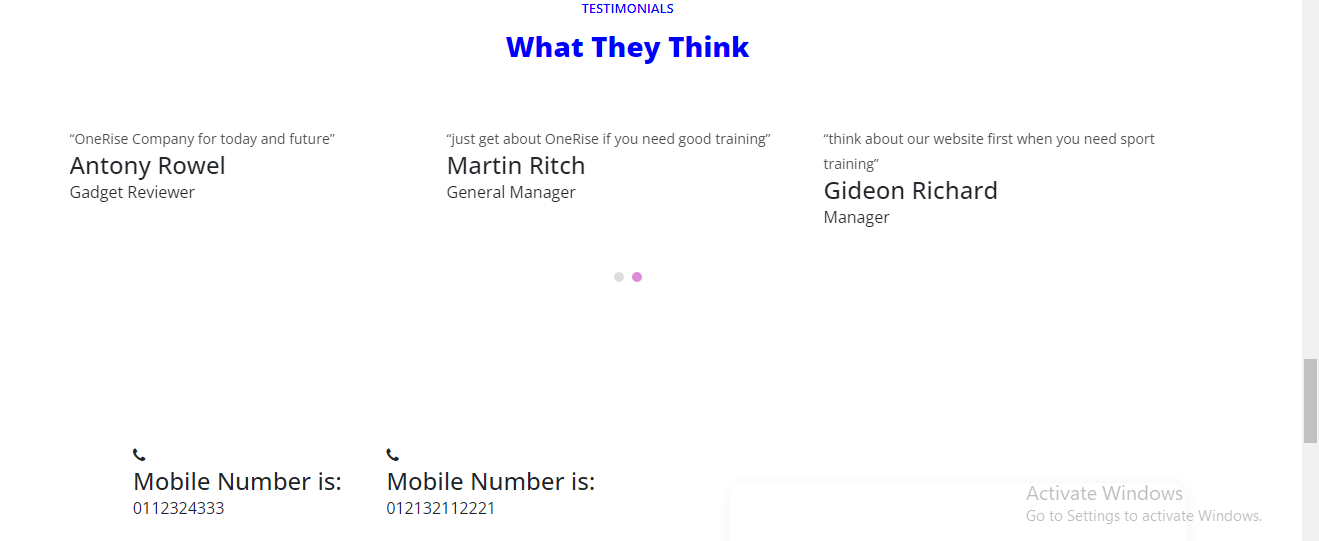 TESTIMONIALS
What They Think
“OneRise Company for today and future”
Antony Rowel
Gadget Reviewer
“just get about OneRise if you need good training”
Martin Ritch
General Manager
“think about our website first when you need sport
training”
Gideon Richard
Manager
Mobile Number is:
0112324333
Mobile Number is:
012132112221
Activate Windows
Go to Settings to activate Windows.